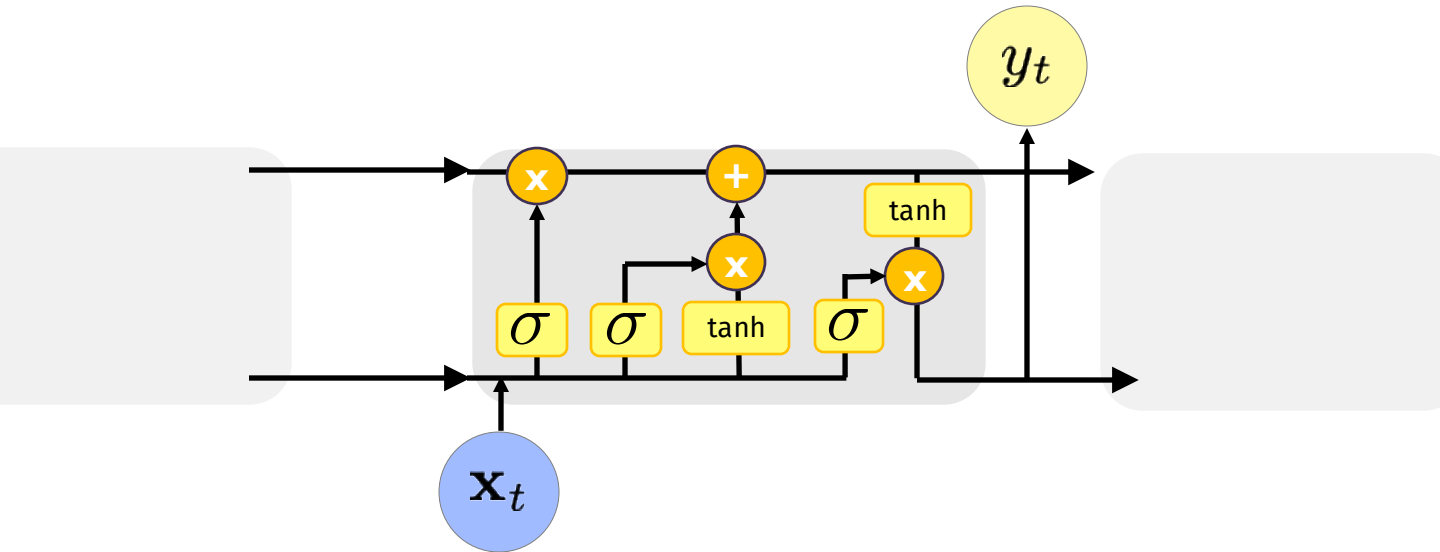 y_t
x
+
tanh
x
x
σ
σ
tanh
σ
x_t